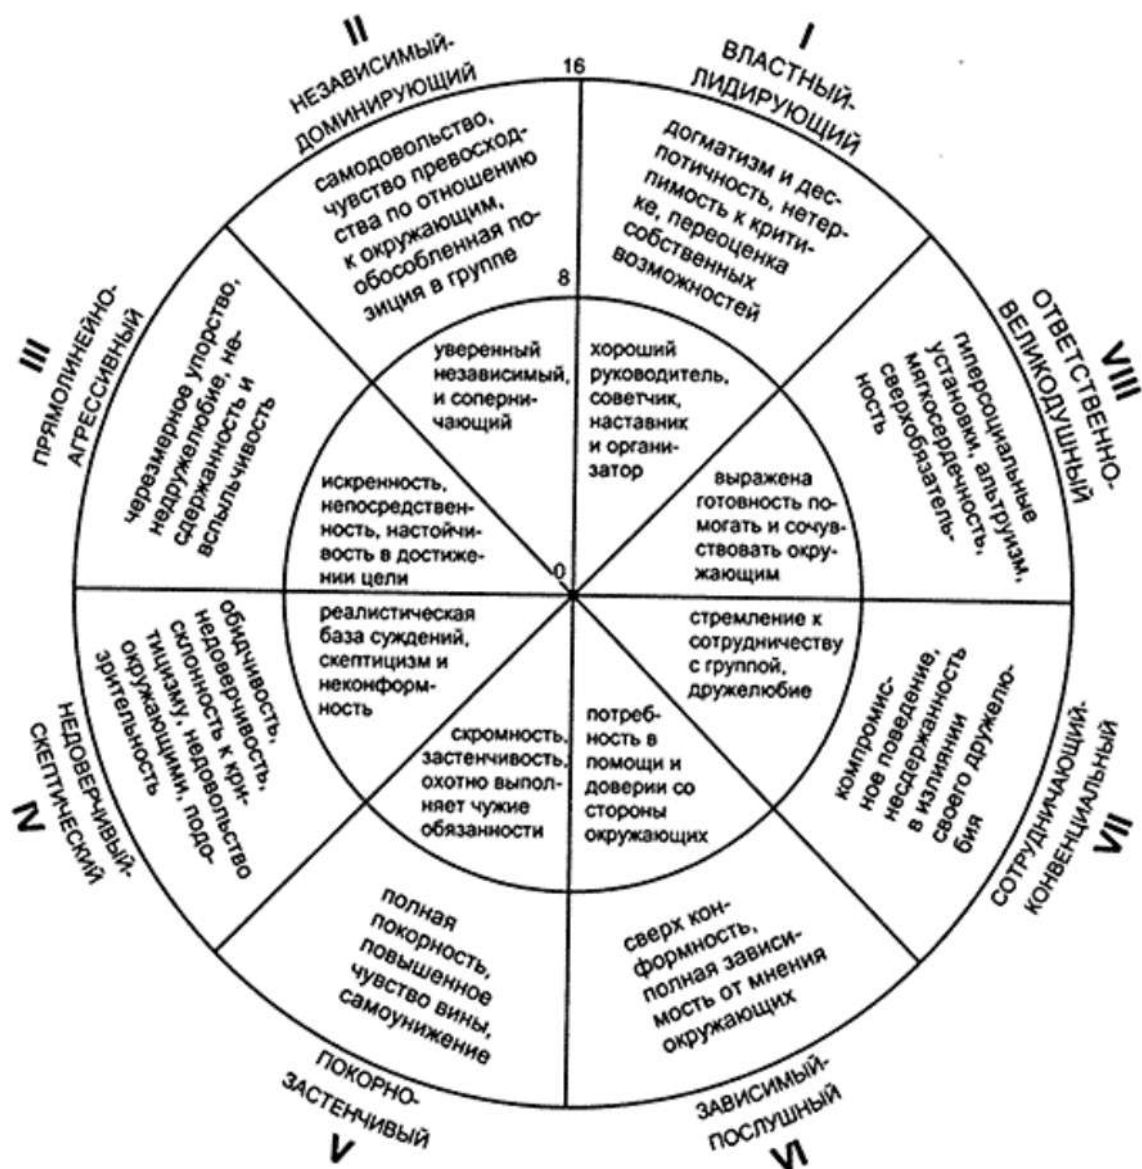 I
ВЛАСТНЫЙ-
ЛИДИРУЮЩИЙ
16
догматизм и дес-
потичность, нетер-
пимость к крити-
ке, переоценка
собственных
возможностей
8
хороший
руководитель,
советчик,
наставник
и органи-
затор
0
II
НЕЗАВИСИМЫЙ-
ДОМИНИРУЮЩИЙ
самодовольство,
чувство превосход-
ства по отношению
к окружающим,
обособленная по-
зиция в группе
уверенный
независимый,
и соперни-
чающий
III
ПРЯМОЛИНЕЙНО-
АГРЕССИВНЫЙ
черезмерное упорство,
недружелюбие, не-
сдержанность и
вспыльчивость
искренность,
непосредствен-
ность, настойчи-
вость в достиже-
нии цели
IV
НЕДОВЕРЧИВЫЙ-
СКЕПТИЧЕСКИЙ
обидчивость,
недоверчивость,
склонность к кри-
тицизму, недовольство
окружающими, подо-
зрительность
реалистическая
база суждений,
скептицизм и
неконформ-
ность
V
ПОКОРНО-
ЗАСТЕНЧИВЫЙ
скромность,
застенчивость,
охотно выпол-
няет чужие
обязанности
полная
покорность,
повышенное
чувство вины,
самоунижение
VI
ЗАВИСИМЫЙ-
ПОСЛУШНЫЙ
потреб-
ность в
помощи и
доверии со
стороны
окружающих
сверх кон-
формность,
полная зависи-
мость от мнения
окружающих
VII
СОТРУДНИЧАЮЩИЙ-
КОНВЕНЦИАЛЬНЫЙ
стремление к
сотрудничеству
с группой,
дружелюбие
компромис-
ное поведение,
несдержанность
в излиянии
своего дружелю-
бия
VIII
ОТВЕТСТВЕННО-
ВЕЛИКОДУШНЫЙ
гиперсоциальные
установки, альтруизм,
мягкосердечность,
сверхобязатель-
ность
выражена
готовность по-
могать и сочув-
ствовать окру-
жающим